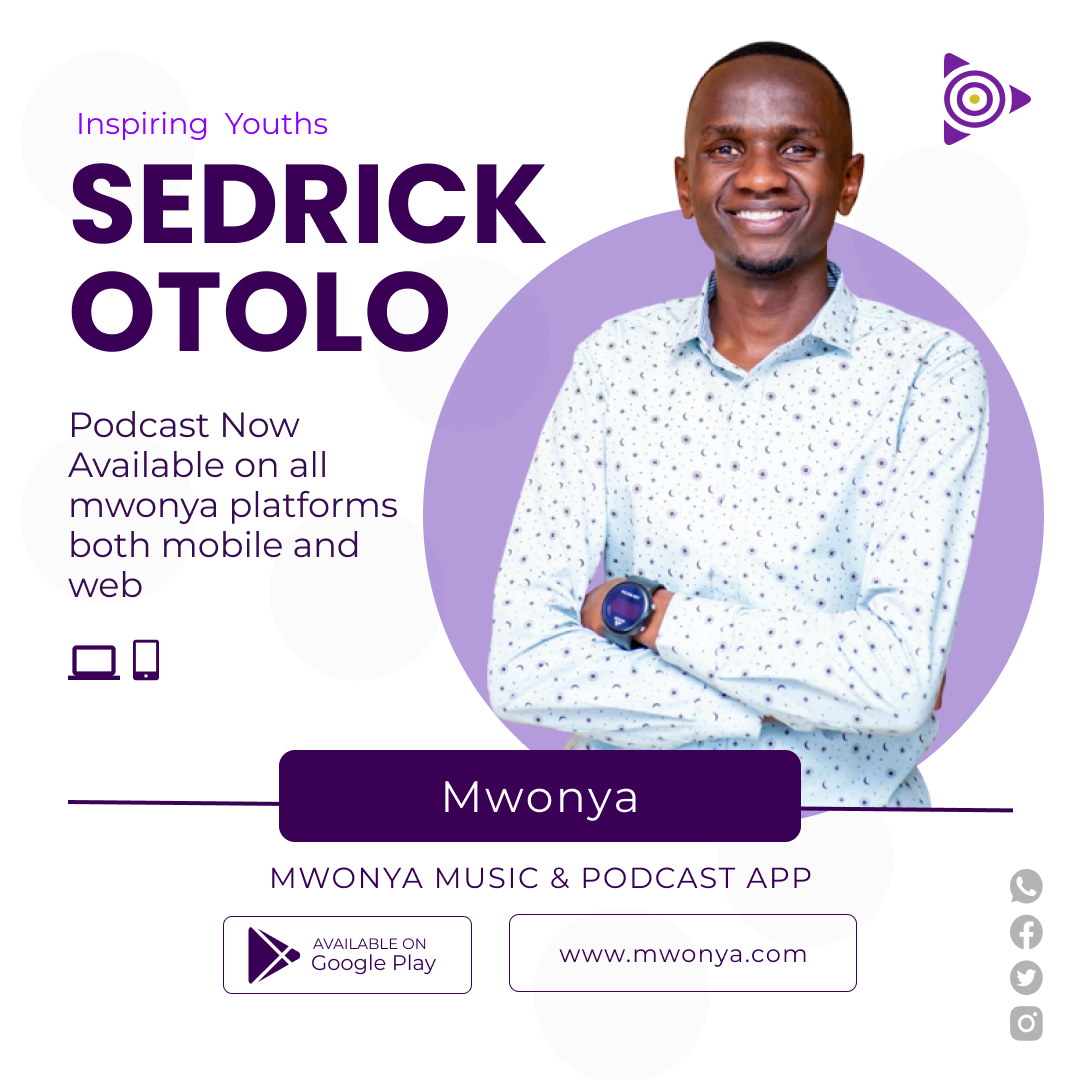 Inspiring Youths
SEDRICK
OTOLO
Podcast Now
Available on all
mwonya platforms
both mobile and
web
Mwonya
MWONYA MUSIC & PODCAST APP
AVAILABLE ON
Google Play
www.mwonya.com